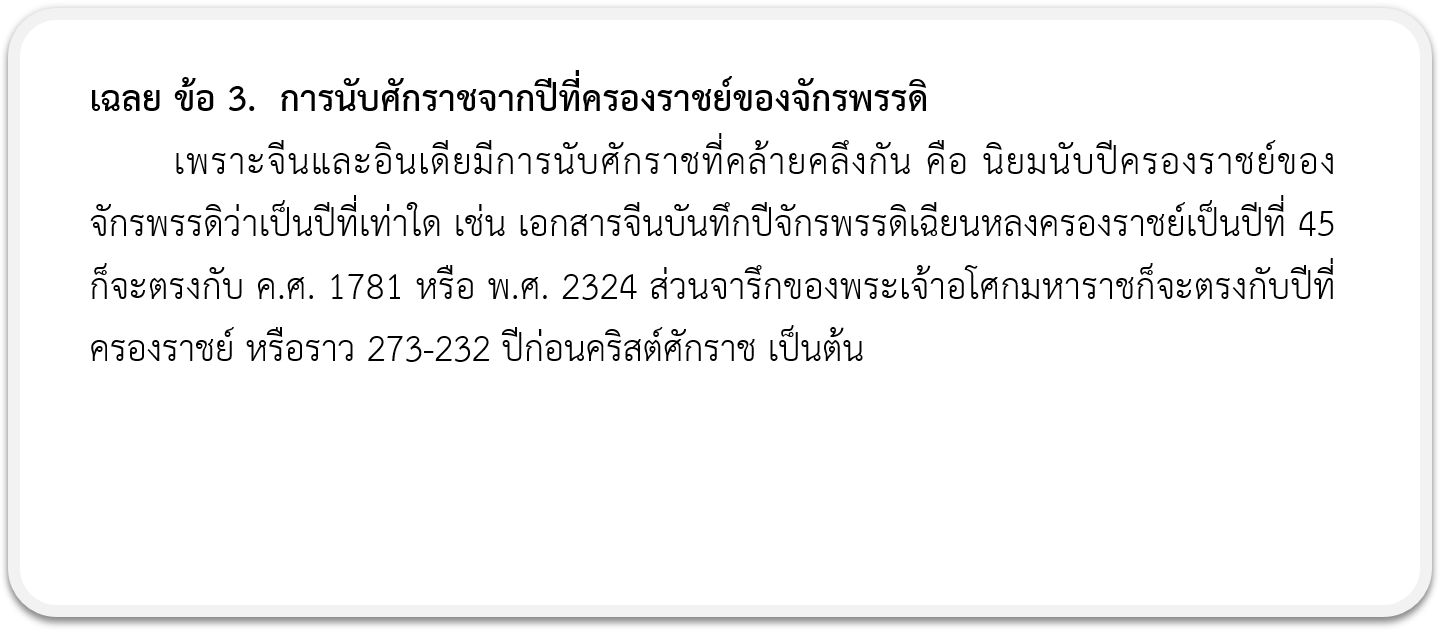 เฉลย ข้อ 3. การนับศักราชจากปีที่ครองราชย์ของจักรพรรดิ
เพราะจีนและอินเดียมีการนับศักราชที่คล้ายคลึงกัน คือ นิยมนับปีครองราชย์ของ
จักรพรรดิว่าเป็นปีที่เท่าใด เช่น เอกสารจีนบันทึกปีจักรพรรดิเฉียนหลงครองราชย์เป็นปีที่ 45
ก็จะตรงกับ ค.ศ. 1781 หรือ พ.ศ. 2324 ส่วนจารึกของพระเจ้าอโศกมหาราชก็จะตรงกับปีที่
ครองราชย์ หรือราว 273-232 ปีก่อนคริสต์ศักราช เป็นต้น